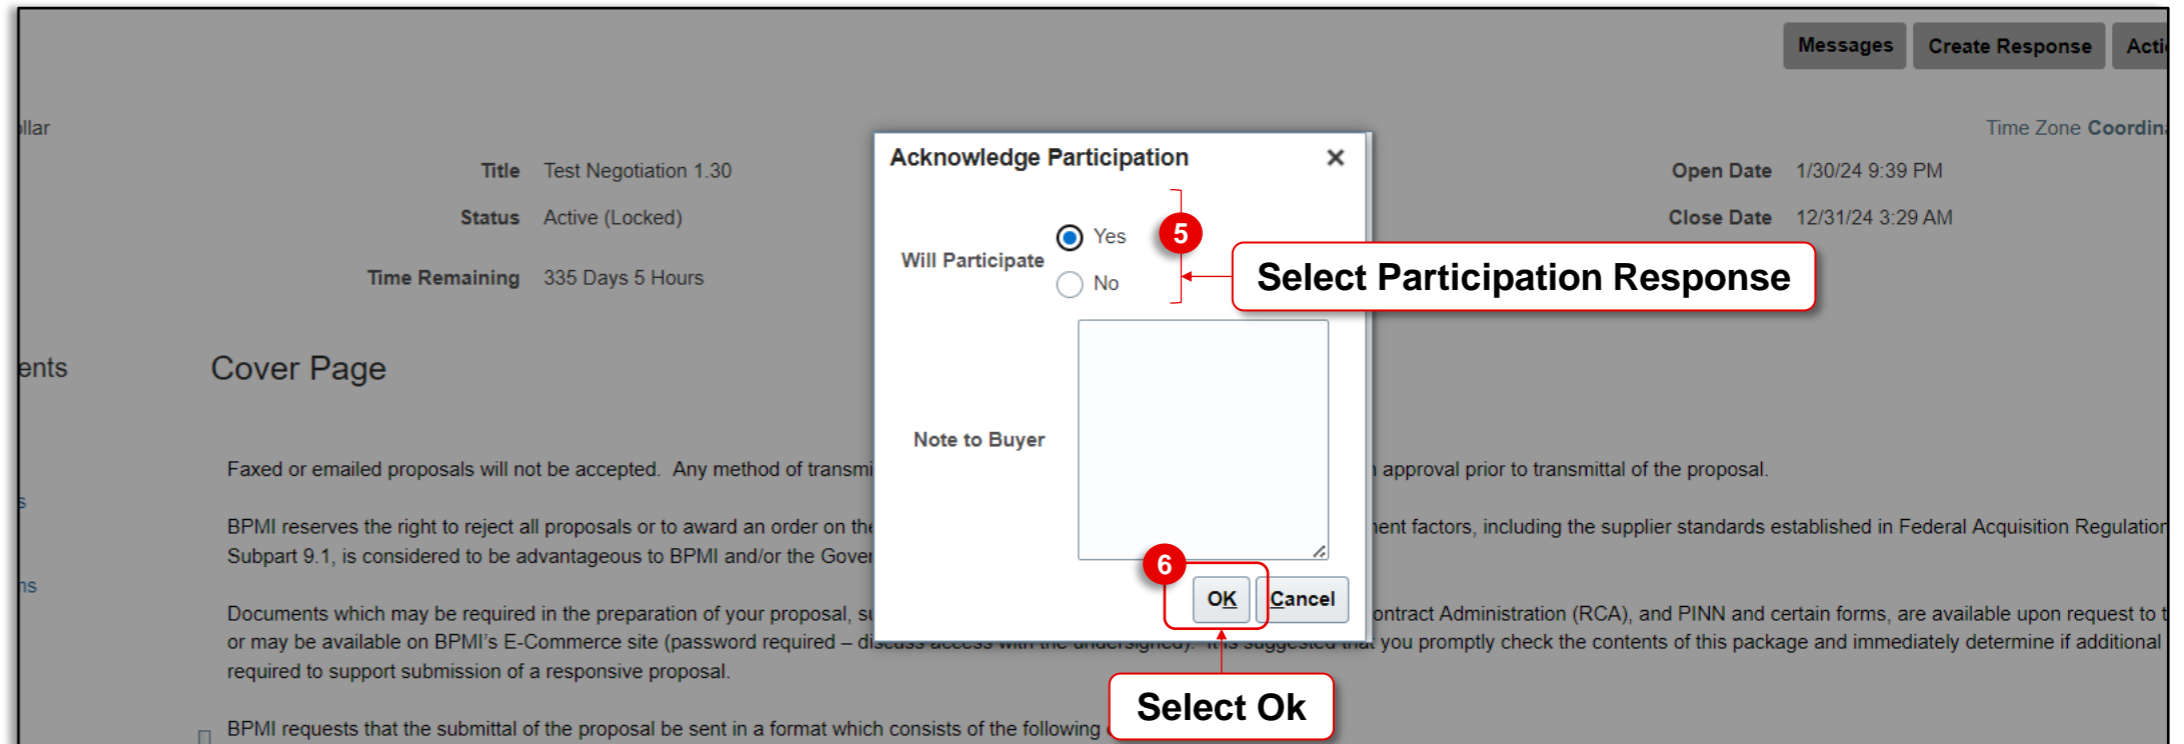 Messages Create Response
Time Zone
Title Test Negotiation 1.30
Status Active (Locked)
Time Remaining 335 Days 5 Hours
Acknowledge Participation
Will Participate
Yes
No
5
Select Participation Response
Open Date 1/30/24 9:39 PM
Close Date 12/31/24 3:29 AM
Note to Buyer
6
OK Cancel
Select Ok
Cover Page
Faxed or emailed proposals will not be accepted. Any method of approval prior to transmittal of the proposal.
BPMI reserves the right to reject all proposals or to award an order on factors, including the supplier standards established in Federal Acquisition Regulation
Subpart 9.1, is considered to be advantageous to BPMI and/or the
Documents which may be required in the preparation of your proposal, Contract Administration (RCA), and PINN and certain forms, are available upon request to
or may be available on BPMI's E-Commerce site (password required – discuss access with the undersigned). It is suggested that you promptly check the contents of this package and immediately determine if additional
required to support submission of a responsive proposal.
BPMI requests that the submittal of the proposal be sent in a format which consists of the following